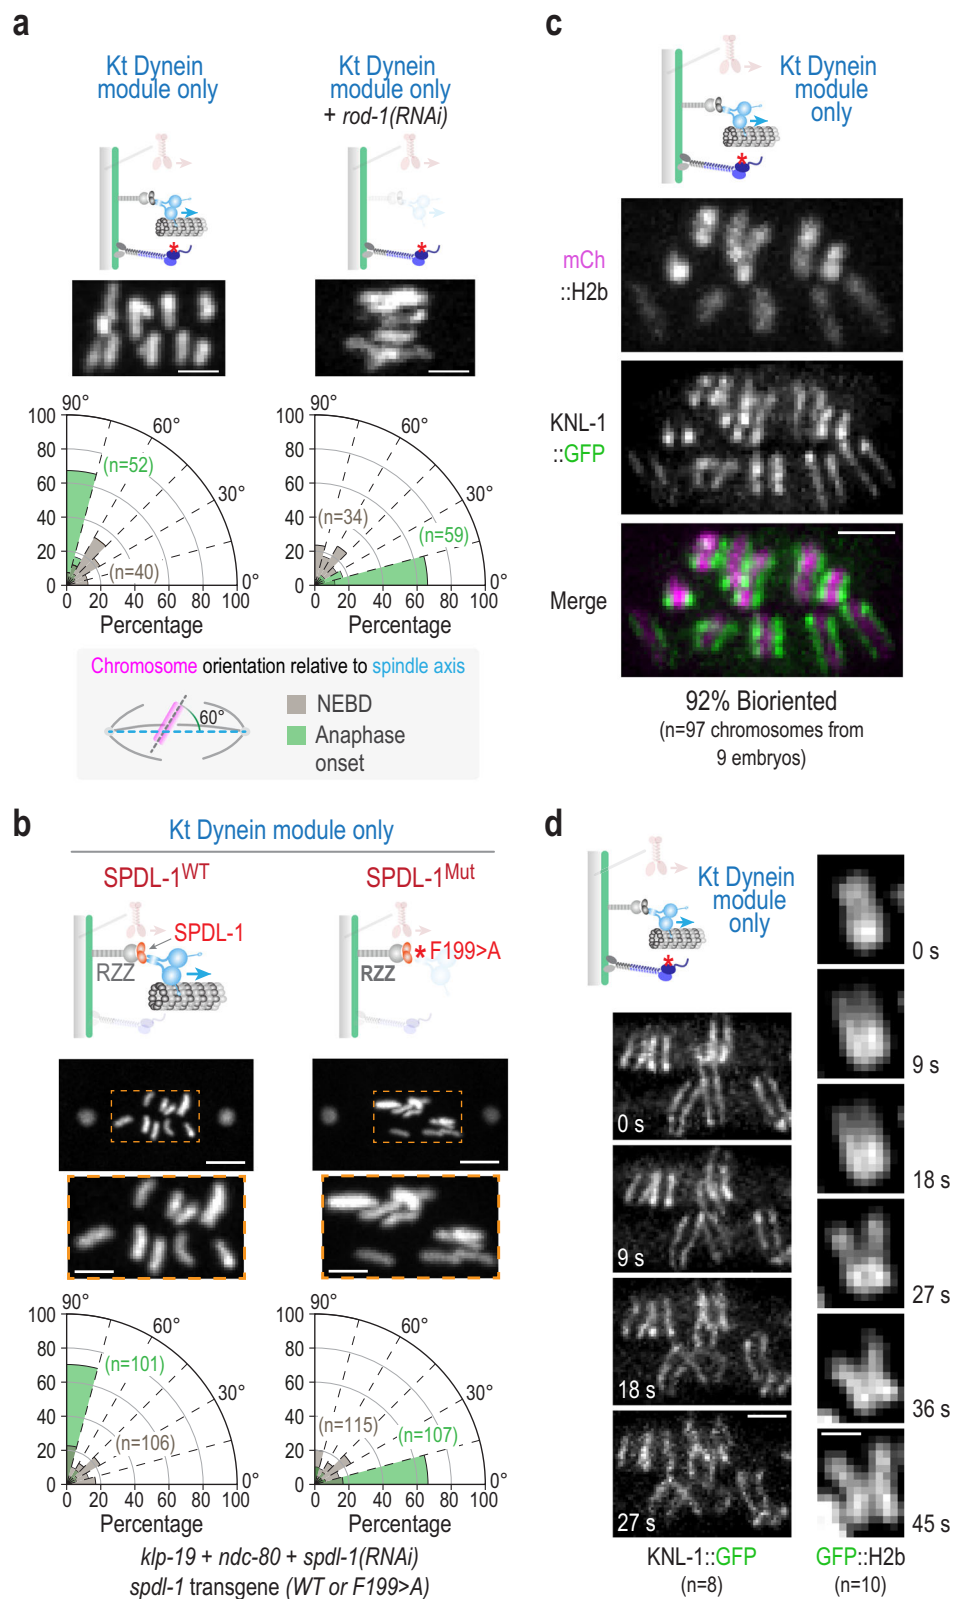 a
Kt Dynein
module only
Kt Dynein
module only
+ rod-1(RNAi)
*
*
100
80
60
40
20
0
90°
60°
30°
0°
(n=52)
(n=40)
0 20 40 60 80 100
Percentage
100
80
60
40
20
0
90°
60°
30°
0°
(n=34)
(n=59)
0 20 40 60 80 100
Percentage
Chromosome orientation relative to spindle axis
60°
NEBD
Anaphase
onset
b
Kt Dynein module only
SPDL-1WT
SPDL-1
RZZ
SPDL-1Mut
*F199>A
RZZ
100
80
60
40
20
0
90°
60°
30°
0°
(n=101)
(n=106)
0 20 40 60 80 100
Percentage
100
80
60
40
20
0
90°
60°
30°
0°
(n=115)
(n=107)
0 20 40 60 80 100
Percentage
klp-19 + ndc-80 + spdl-1(RNAi)
spdl-1 transgene (WT or F199>A)
c
Kt Dynein
module
only
*
mCh
::H2b
KNL-1
::GFP
Merge
92% Bioriented
(n=97 chromosomes from
9 embryos)
d
Kt Dynein
module
only
*
0 s
9 s
18 s
27 s
KNL-1::GFP
(n=8)
0 s
9 s
18 s
27 s
36 s
45 s
GFP::H2b
(n=10)